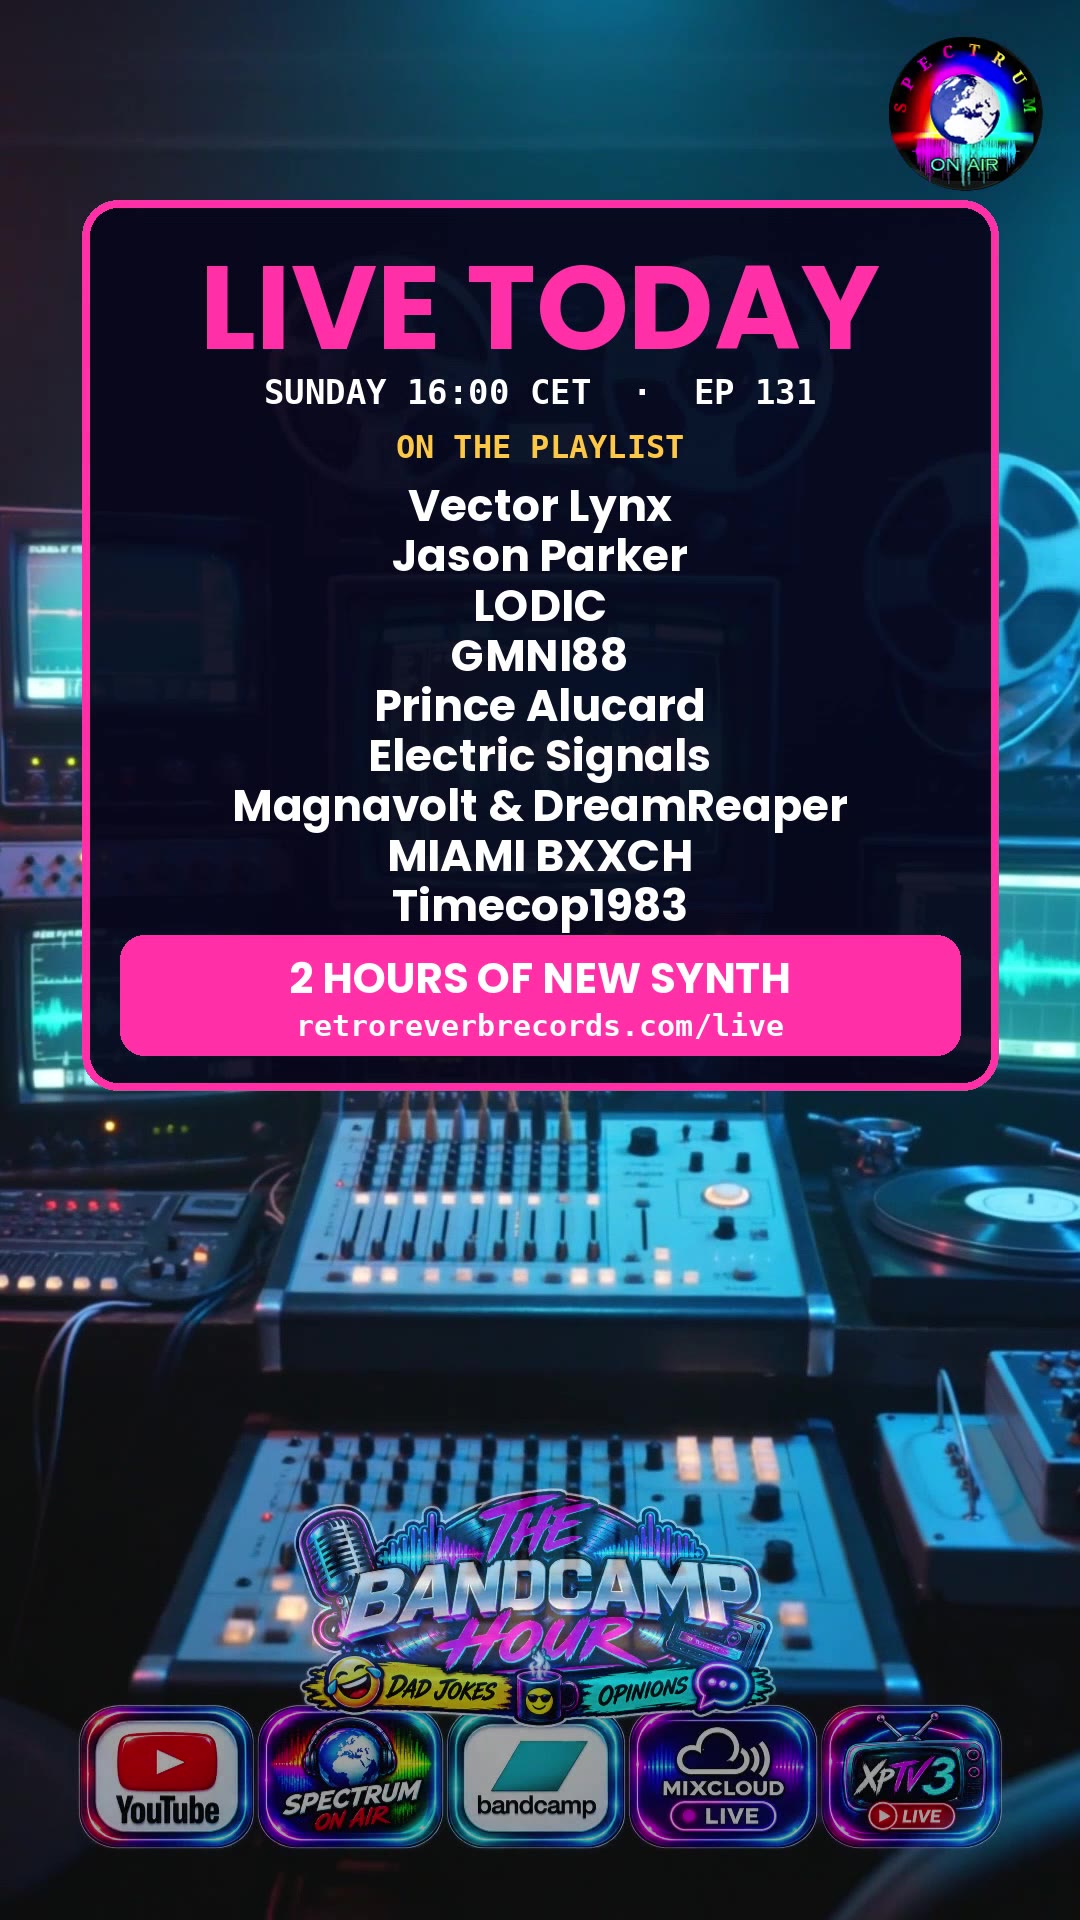 SPECTRUM
ON AIR
LIVE TODAY
SUNDAY 16:00 CET · EP 131
ON THE PLAYLIST
Vector Lynx
Jason Parker
LODIC
GMNI88
Prince Alucard
Electric Signals
Magnavolt & DreamReaper
MIAMI BXXCH
Timecop1983
2 HOURS OF NEW SYNTH
retroreverbrecords.com/live
THE
BANDCAMP
HOUR
DAD JOKES
OPINIONS
YouTube
SPECTRUM
ON AIR
bandcamp
MIXCLOUD
LIVE
XPTV3
LIVE